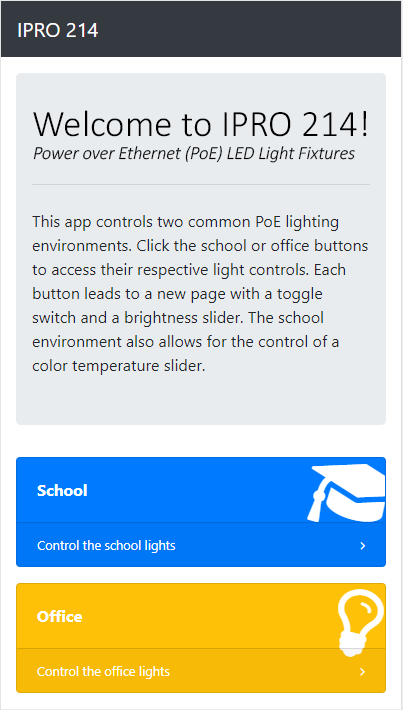 IPRO 214
Welcome to IPRO 214!
Power over Ethernet (PoE) LED Light Fixtures
This app controls two common PoE lighting
environments. Click the school or office buttons
to access their respective light controls. Each
button leads to a new page with a toggle
switch and a brightness slider. The school
environment also allows for the control of a
color temperature slider.
School
Control the school lights
Office
Control the office lights